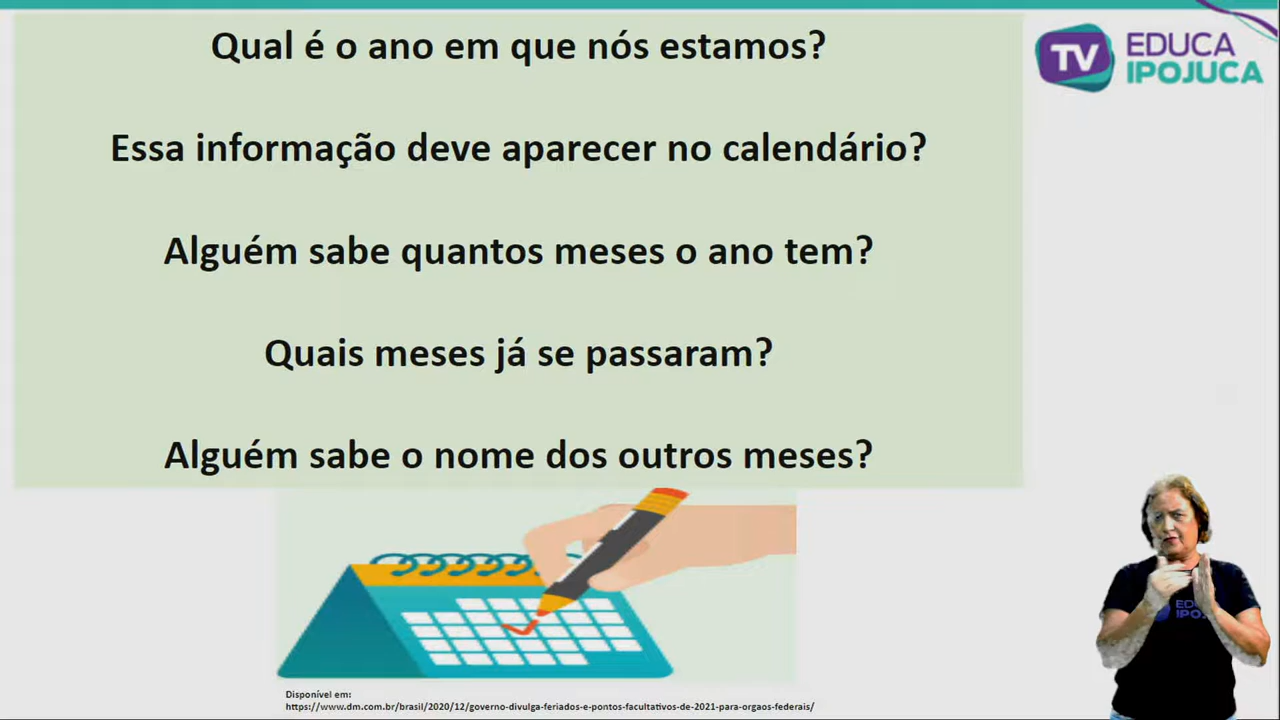 Qual é o ano em que nós estamos?
TV EDUCA
IPOJUCA
Essa informação deve aparecer no calendário?
Alguém sabe quantos meses o ano tem?
Quais meses já se passaram?
Alguém sabe o nome dos outros meses?
Disponível em:
https://www.dm.com.br/brasil/2020/12/governo-divulga-feriados-e-pontos-facultativos-de-2021-para-orgaos-federais/